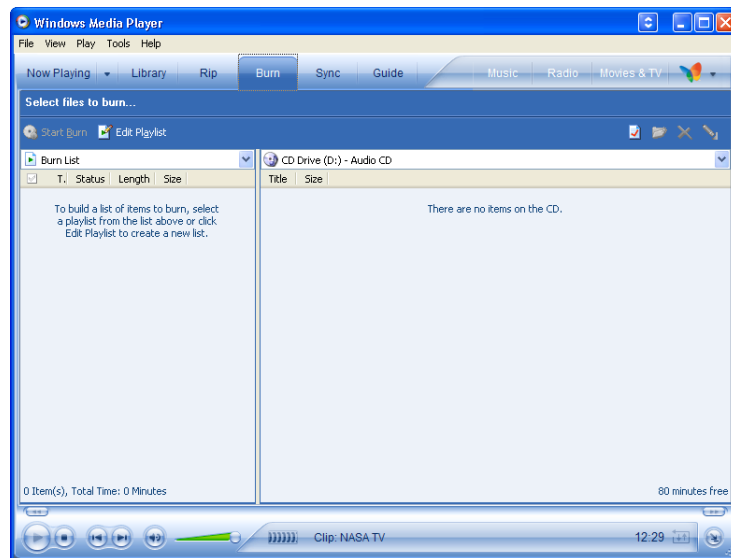 Windows Media Player
File View Play Tools Help
Now Playing Library Rip Burn Sync Guide Music Radio Movies & TV
Select files to burn...
Start Burn Edit Playlist
Burn List CD Drive (D:) - Audio CD
T. Status Length Size Title Size
To build a list of items to burn, select
a playlist from the list above or click
Edit Playlist to create a new list.
There are no items on the CD.
0 Item(s), Total Time: 0 Minutes 80 minutes free
Clip: NASA TV 12:29